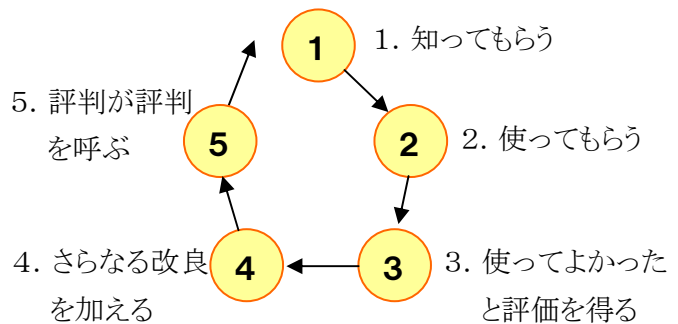 1
1．知ってもらう
2
2．使ってもらう
3
3．使ってよかった
と評価を得る
4
4．さらなる改良
を加える
5
5．評判が評判
を呼ぶ